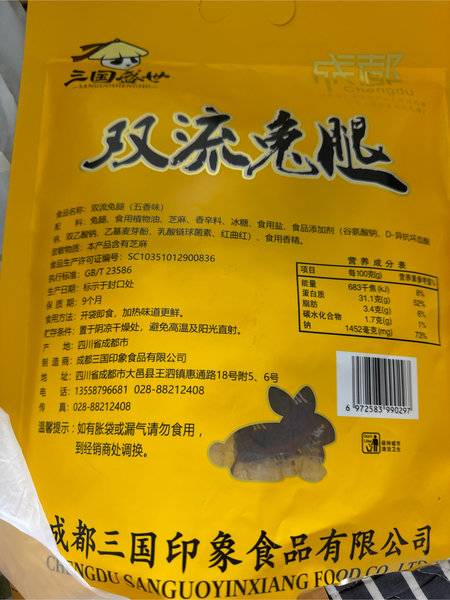 三国盛世
SANGUOSHENGSHI
成都
Chengdu
双流兔腿
食品名称：双流兔腿（五香味）
配 料：兔腿、食用植物油、芝麻、香辛料、冰糖、食用盐、食品添加剂（谷氨酸钠、D-异抗坏血酸
钠、双乙酸钠、乙基麦芽酚、乳酸链球菌素、红曲红）、食用香精。
致敏物质：本产品含有芝麻
食品生产许可证编号：SC10351012900836
执行标准：GB/T 23586
生产日期：标示于封口处
保 质 期：9个月
食用方法：开袋即食，加热味道更鲜。
贮存条件：置于阴凉干燥处，避免高温及阳光直射。
产 地：四川省成都市
制 造 商：成都三国印象食品有限公司
地 址：四川省成都市大邑县王泗镇惠通路18号附5、6号
电 话：13558796681 028-88212408
传 真：028-88212408
温馨提示：如有胀袋或漏气请勿食用，
到经销商处调换。
营 养 成 分 表
项目 每100克(g) 营养素参考值%
能量 683千焦(kJ) 8%
蛋白质 31.1克(g) 52%
脂肪 3.4克(g) 6%
碳水化合物 1.7克(g) 1%
钠 1452毫克(mg) 73%
6 972583 990297
保持城市
清洁卫生
成都三国印象食品有限公司
CHENGDU SANGUOYINXIANG FOOD CO.,LTD